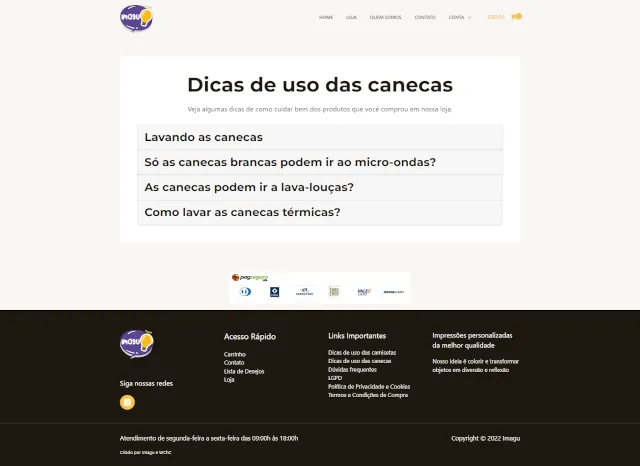 IMAGU
HOME LOJA QUEM SOMOS CONTATO CONTA
Dicas de uso das canecas
Veja algumas dicas de como cuidar bem dos produtos que você comprou em nossa loja.
Lavando as canecas
Só as canecas brancas podem ir ao micro-ondas?
As canecas podem ir a lava-louças?
Como lavar as canecas térmicas?
pagseguro
IMAGU
Siga nossas redes
Acesso Rápido
Carrinho
Contato
Lista de Desejos
Loja
Links Importantes
Dicas de uso das camisetas
Dicas de uso das canecas
Dúvidas frequentes
LGPD
Política de Privacidade e Cookies
Termos e Condições de Compra
Impressões personalizadas
da melhor qualidade
Nosso ideia é colorir e transformar
objetos em diversão e reflexão
Atendimento de segunda-feira a sexta-feira das 09:00h às 18:00h
Copyright © 2022 Imagu
Criado por Imagu e WCHC